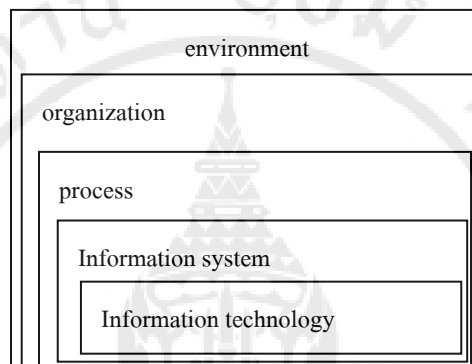 environment
organization
process
Information system
Information technology